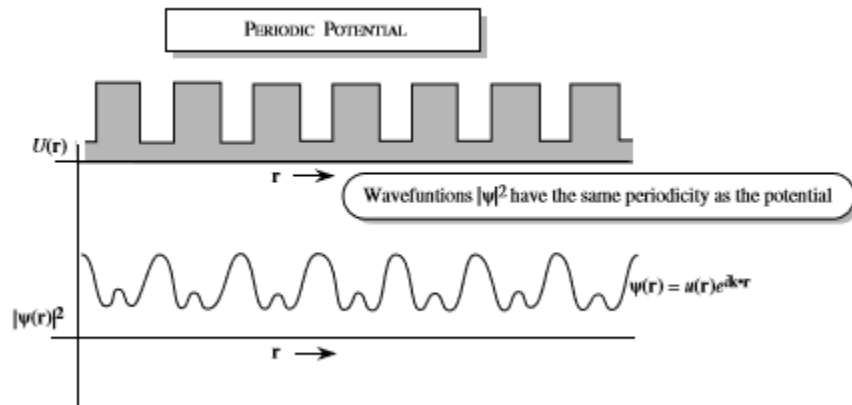 PERIODIC POTENTIAL
U(r)
r
Wavefuntions |ψ|² have the same periodicity as the potential
ψ(r) = u(r)e^{ik•r}
|ψ(r)|²
r